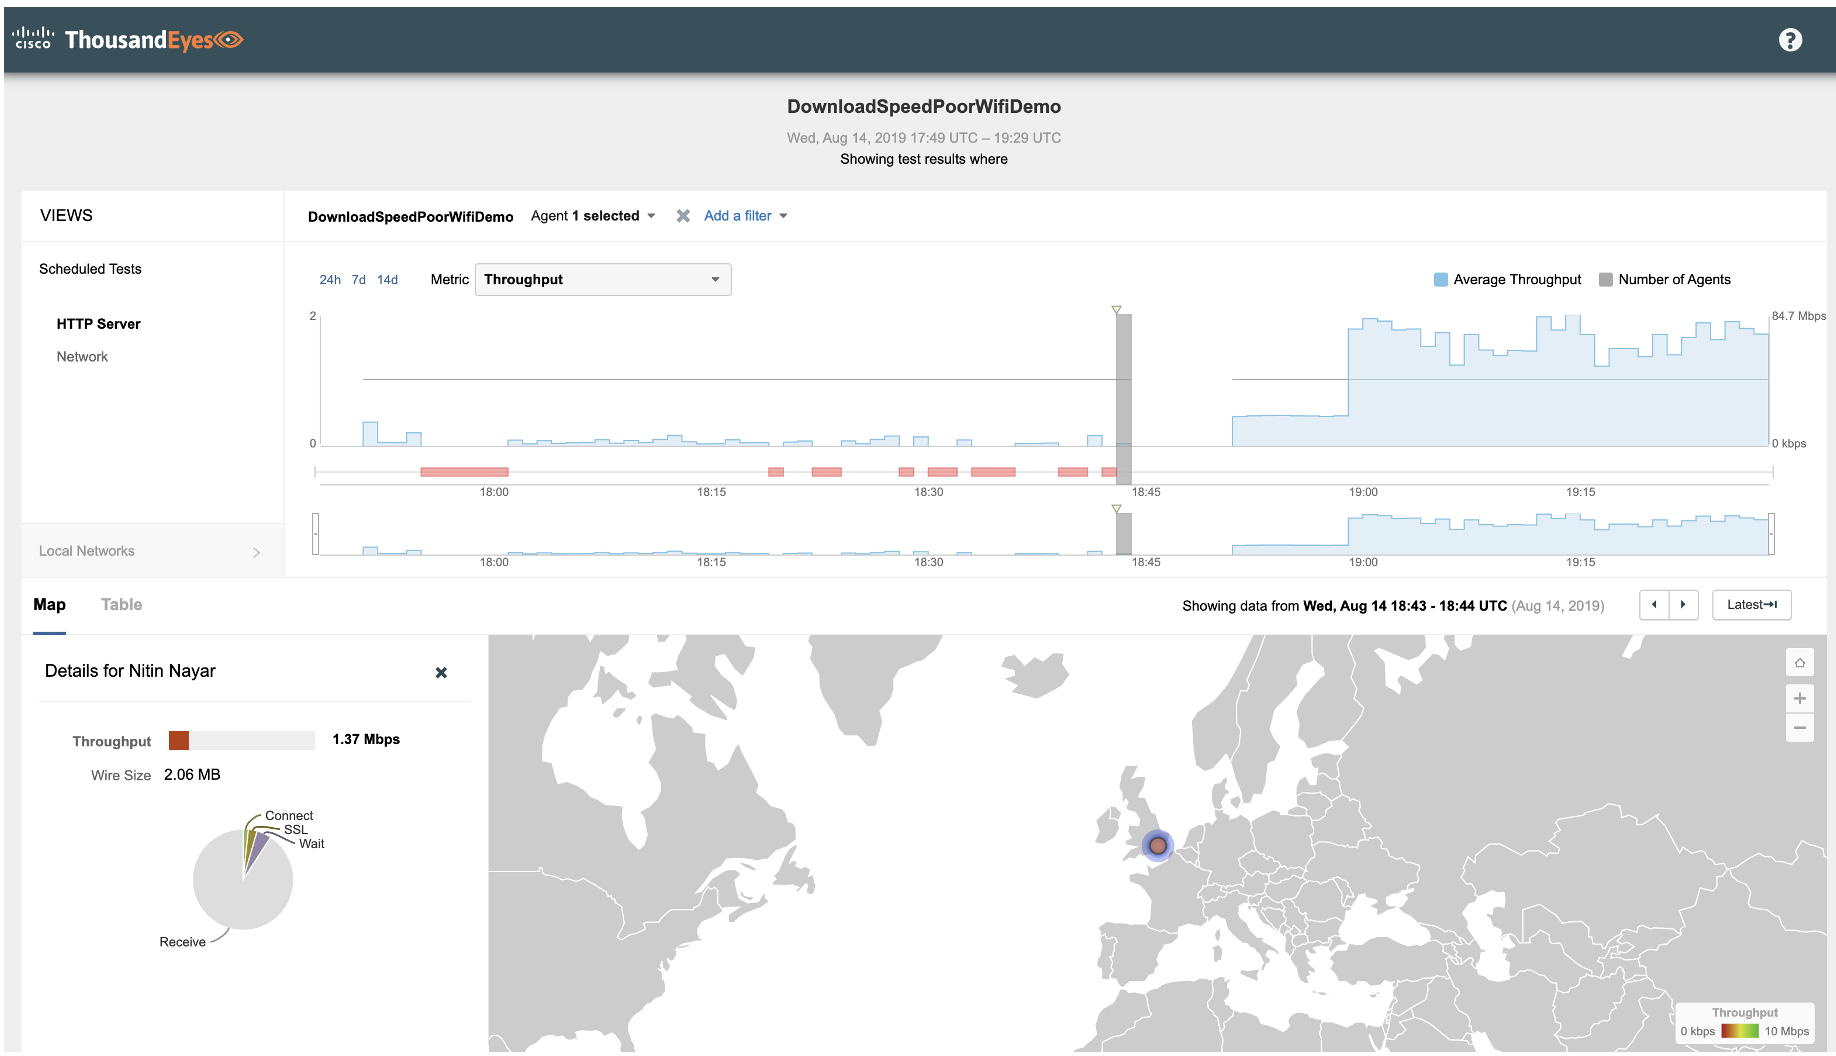 CISCO ThousandEyes
DownloadSpeedPoorWifiDemo
Wed, Aug 14, 2019 17:49 UTC – 19:29 UTC
Showing test results where
VIEWS
DownloadSpeedPoorWifiDemo Agent 1 selected Add a filter
Scheduled Tests
HTTP Server
Network
Local Networks
24h 7d 14d Metric Throughput Average Throughput Number of Agents
2 84.7 Mbps
0 0 kbps
18:00 18:15 18:30 18:45 19:00 19:15
18:00 18:15 18:30 18:45 19:00 19:15
Map Table Showing data from Wed, Aug 14 18:43 - 18:44 UTC (Aug 14, 2019) Latest
Details for Nitin Nayar
Throughput 1.37 Mbps
Wire Size 2.06 MB
Connect
SSL
Wait
Receive
Throughput
0 kbps 10 Mbps